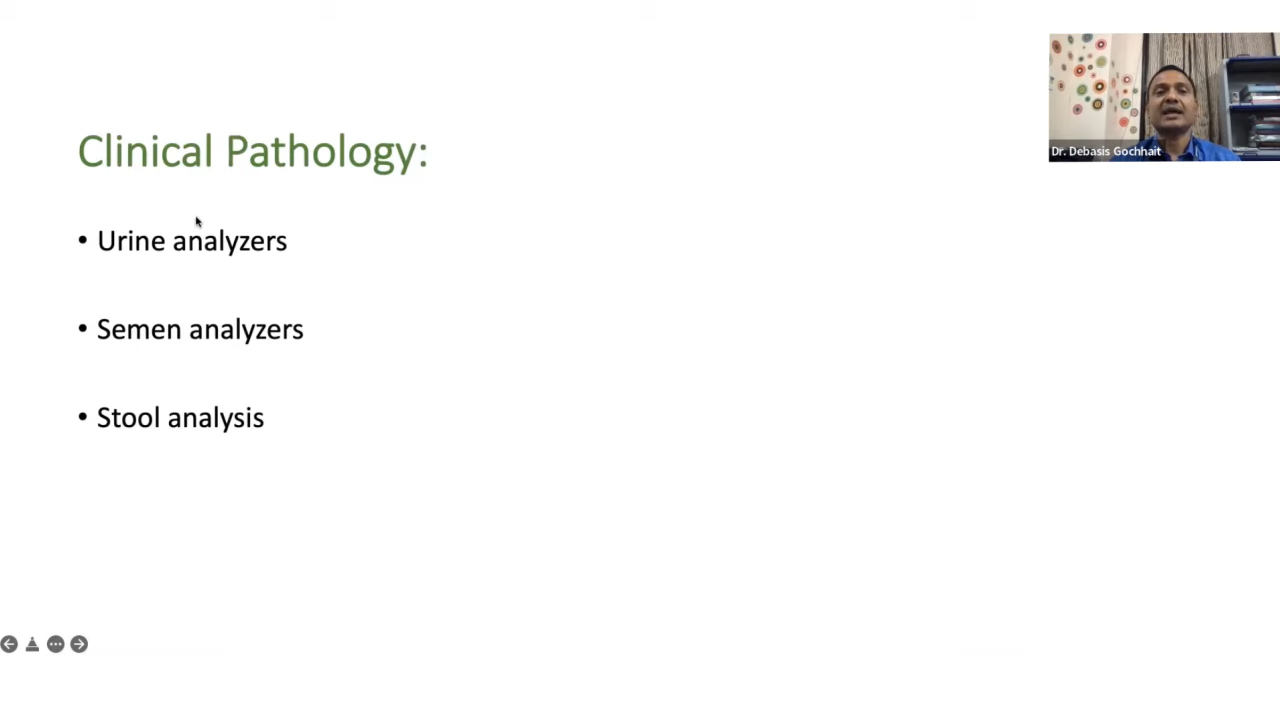 Dr. Debasis Gochhait
Clinical Pathology:
• Urine analyzers
• Semen analyzers
• Stool analysis